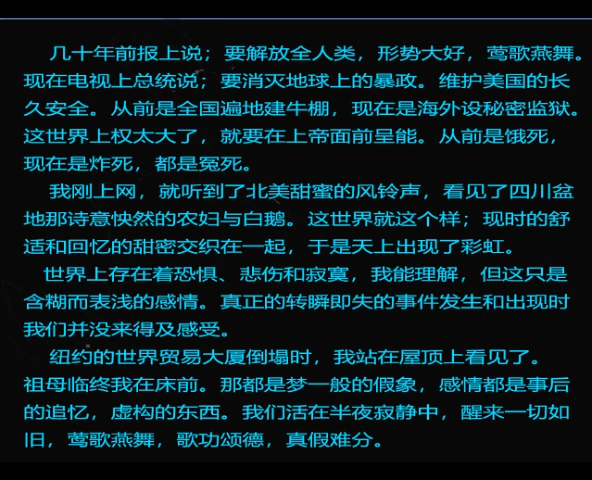 几十年前报上说；要解放全人类，形势大好，莺歌燕舞。
现在电视上总统说；要消灭地球上的暴政。维护美国的长
久安全。从前是全国遍地建牛棚，现在是海外设秘密监狱。
这世界上权太大了，就要在上帝面前呈能。从前是饿死，
现在是炸死，都是冤死。
我刚上网，就听到了北美甜蜜的风铃声，看见了四川盆
地那诗意怏然的农妇与白鹅。这世界就这个样；现时的舒
适和回忆的甜密交织在一起，于是天上出现了彩虹。
世界上存在着恐惧、悲伤和寂寞，我能理解，但这只是
含糊而表浅的感情。真正的转瞬即失的事件发生和出现时
我们并没来得及感受。
纽约的世界贸易大厦倒塌时，我站在屋顶上看见了。
祖母临终我在床前。那都是梦一般的假象，感情都是事后
的追忆，虚构的东西。我们活在半夜寂静中，醒来一切如
旧，莺歌燕舞，歌功颂德，真假难分。